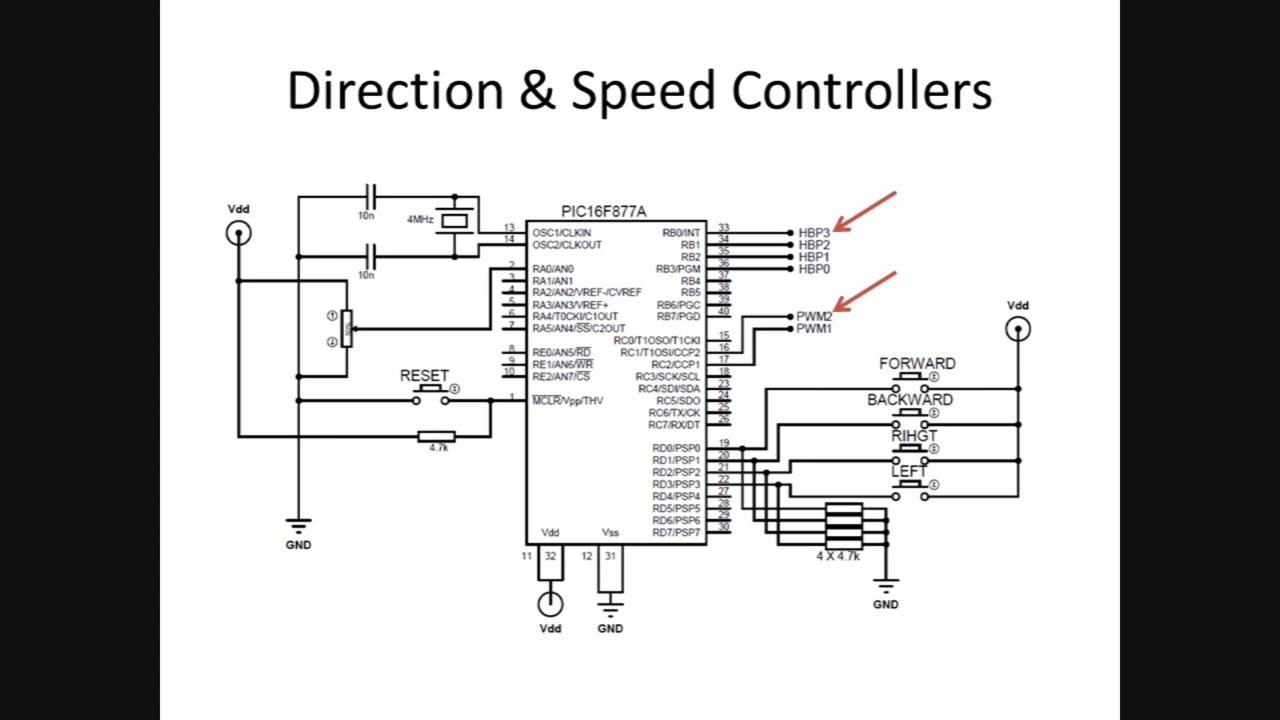 Direction & Speed Controllers
PIC16F877A
Vdd
10n
4MHz
10n
13 OSC1/CLKIN
14 OSC2/CLKOUT
2 RA0/AN0
3 RA1/AN1
4 RA2/AN2/VREF-/CVREF
5 RA3/AN3/VREF+
6 RA4/T0CKI/C1OUT
7 RA5/AN4/SS/C2OUT
8 RE0/AN5/RD
9 RE1/AN6/WR
10 RE2/AN7/CS
1 MCLR/Vpp/THV
RESET
4.7k
GND
RB0/INT 33 HBP3
RB1 34 HBP2
RB2 35 HBP1
RB3/PGM 36 HBP0
RB4 37
RB5 38
RB6/PGC 39
RB7/PGD 40
PWM2
PWM1
RC0/T1OSO/T1CKI 15
RC1/T1OSI/CCP2 16
RC2/CCP1 17
RC3/SCK/SCL 18
RC4/SDI/SDA 23
RC5/SDO 24
RC6/TX/CK 25
RC7/RX/DT 26
RD0/PSP0 19
RD1/PSP1 20
RD2/PSP2 21
RD3/PSP3 22
RD4/PSP4 27
RD5/PSP5 28
RD6/PSP6 29
RD7/PSP7 30
Vdd
FORWARD
BACKWARD
RIHGT
LEFT
4 X 4.7k
GND
Vdd Vss
11 32 12 31
Vdd GND